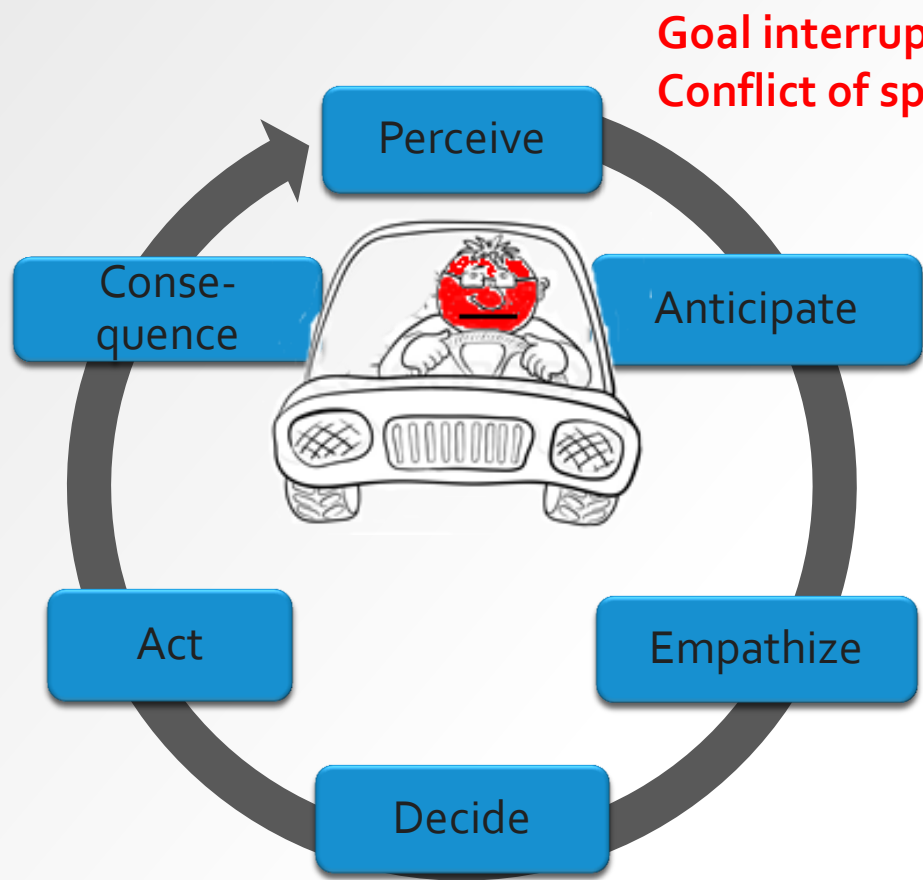 Goal interrup
Conflict of sp
Perceive
Conse-
quence
Anticipate
Act
Empathize
Decide